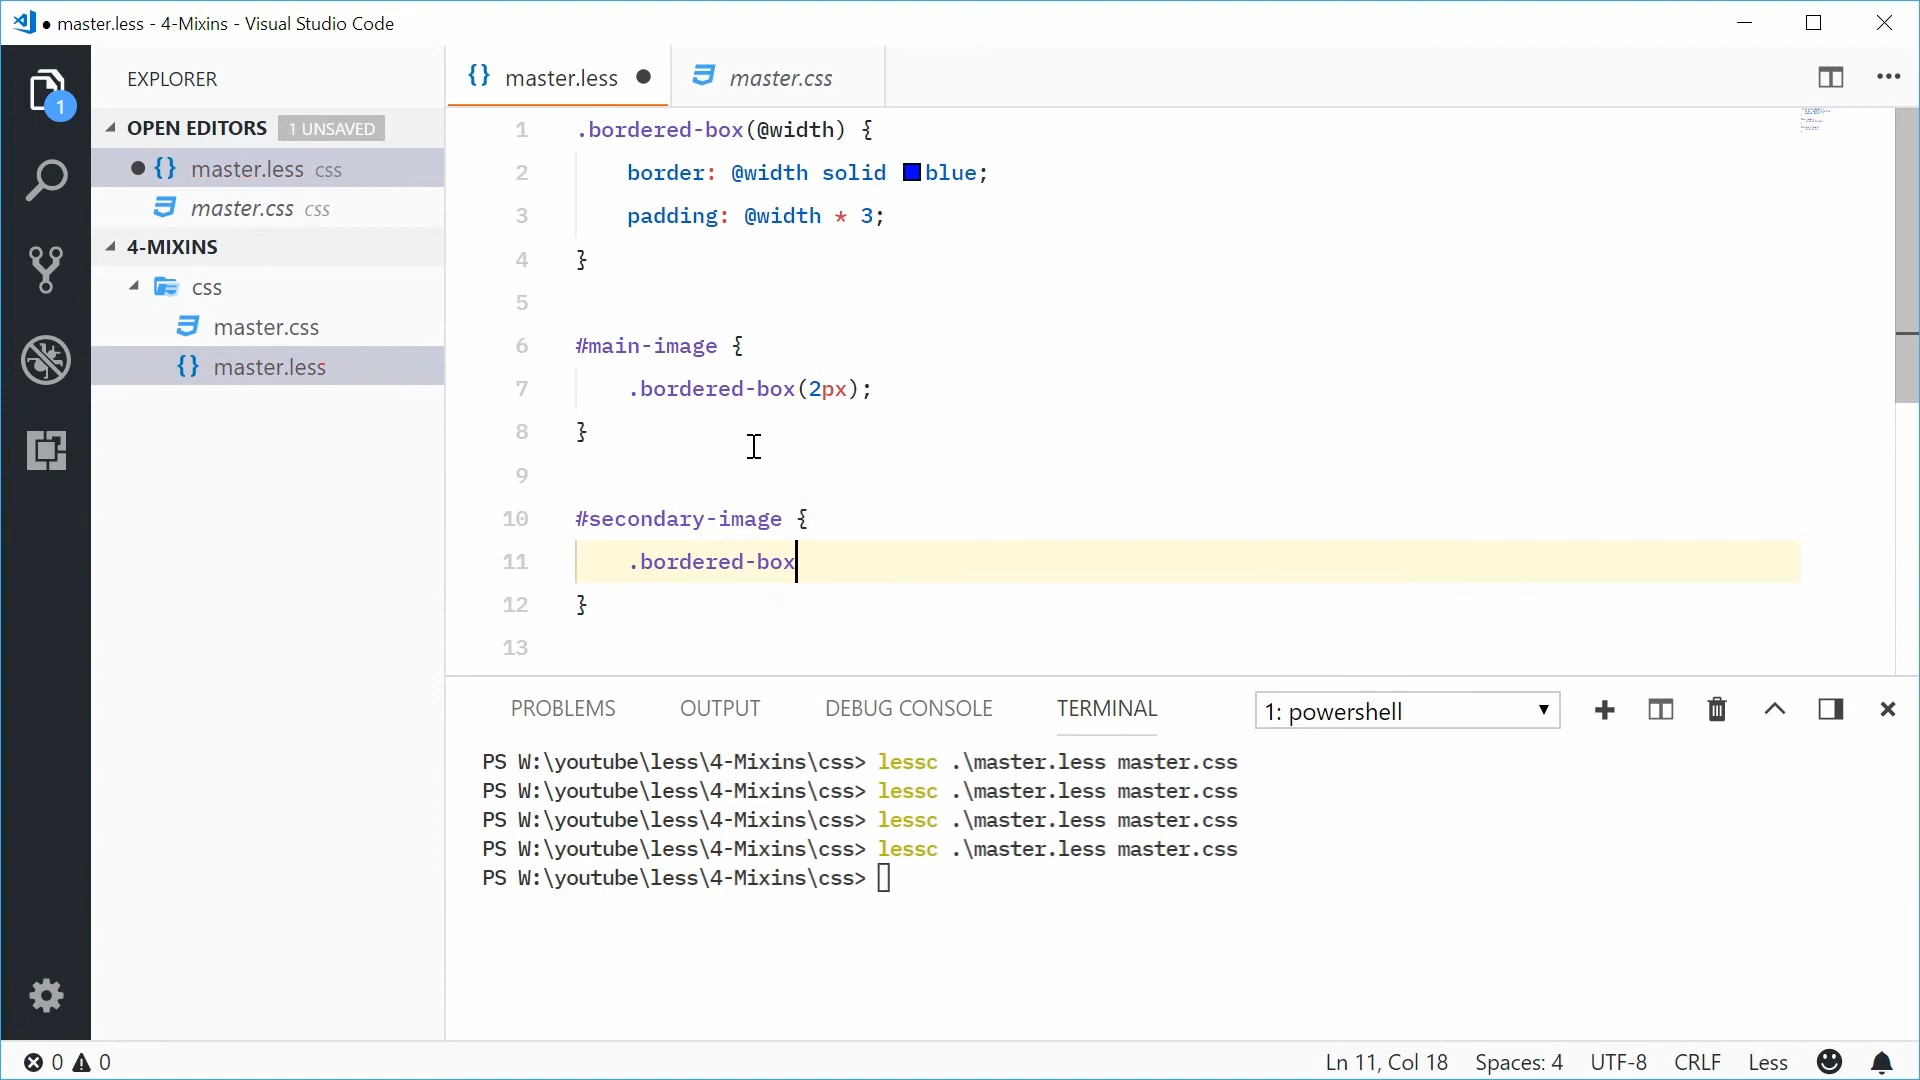 ● master.less - 4-Mixins - Visual Studio Code
EXPLORER
OPEN EDITORS 1 UNSAVED
● {} master.less css
master.css css
4-MIXINS
css
master.css
{} master.less
1
{} master.less ●
master.css
1 .bordered-box(@width) {
2 border: @width solid blue;
3 padding: @width * 3;
4 }
5
6 #main-image {
7 .bordered-box(2px);
8 }
9
10 #secondary-image {
11 .bordered-box
12 }
13
PROBLEMS OUTPUT DEBUG CONSOLE TERMINAL 1: powershell
PS W:\youtube\less\4-Mixins\css> lessc .\master.less master.css
PS W:\youtube\less\4-Mixins\css> lessc .\master.less master.css
PS W:\youtube\less\4-Mixins\css> lessc .\master.less master.css
PS W:\youtube\less\4-Mixins\css> lessc .\master.less master.css
PS W:\youtube\less\4-Mixins\css>
0 0 Ln 11, Col 18 Spaces: 4 UTF-8 CRLF Less